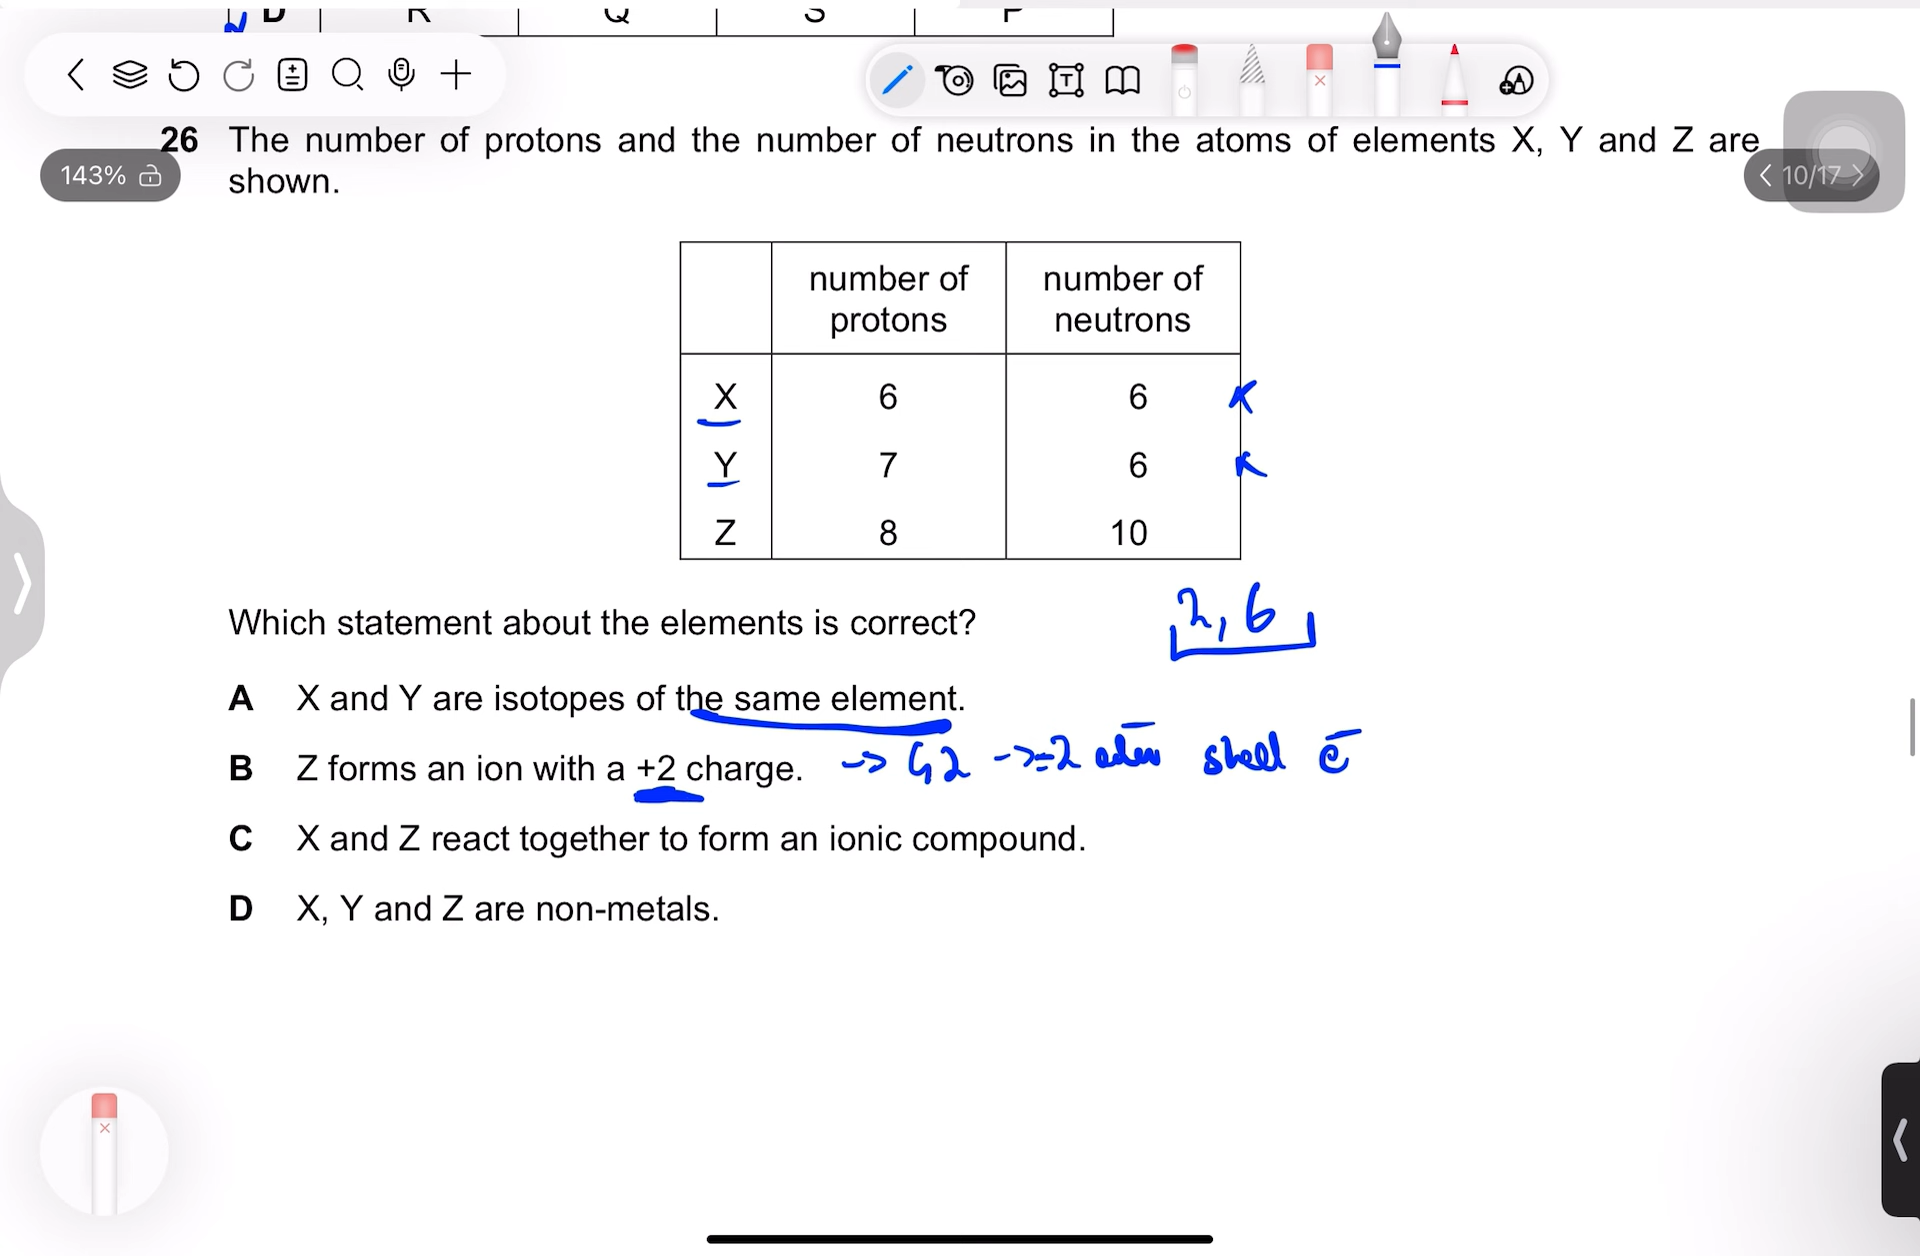 D R Q S P
143%
10/17
26 The number of protons and the number of neutrons in the atoms of elements X, Y and Z are
shown.
number of protons number of neutrons
X 6 6
Y 7 6
Z 8 10
Which statement about the elements is correct?
2, 6
A X and Y are isotopes of the same element.
B Z forms an ion with a +2 charge. -> G2 -> 2 shell e-
C X and Z react together to form an ionic compound.
D X, Y and Z are non-metals.